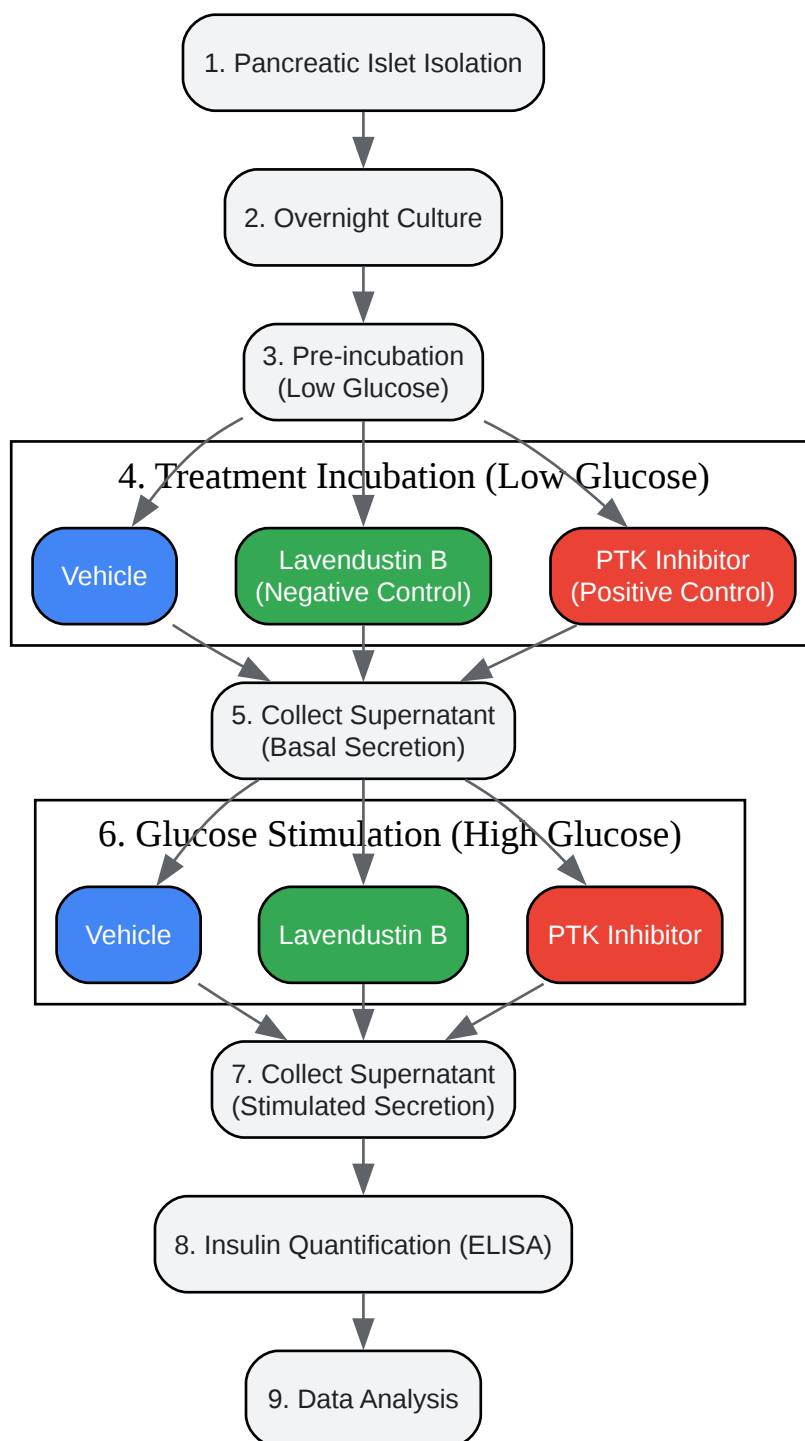 1. Pancreatic Islet Isolation
2. Overnight Culture
3. Pre-incubation
(Low Glucose)
4. Treatment Incubation (Low Glucose)
Vehicle
Lavendustin B
(Negative Control)
PTK Inhibitor
(Positive Control)
5. Collect Supernatant
(Basal Secretion)
6. Glucose Stimulation (High Glucose)
Vehicle
Lavendustin B
PTK Inhibitor
7. Collect Supernatant
(Stimulated Secretion)
8. Insulin Quantification (ELISA)
9. Data Analysis